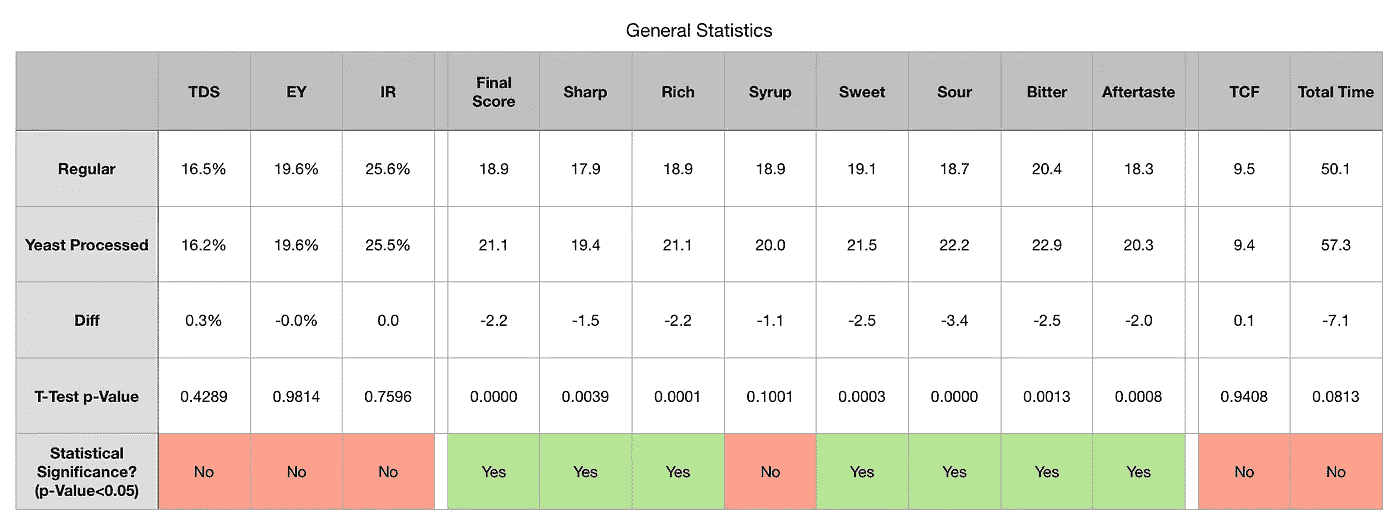 General Statistics
TDS EY IR Final Score Sharp Rich Syrup Sweet Sour Bitter Aftertaste TCF Total Time
Regular 16.5% 19.6% 25.6% 18.9 17.9 18.9 18.9 19.1 18.7 20.4 18.3 9.5 50.1
Yeast Processed 16.2% 19.6% 25.5% 21.1 19.4 21.1 20.0 21.5 22.2 22.9 20.3 9.4 57.3
Diff 0.3% -0.0% 0.0 -2.2 -1.5 -2.2 -1.1 -2.5 -3.4 -2.5 -2.0 0.1 -7.1
T-Test p-Value 0.4289 0.9814 0.7596 0.0000 0.0039 0.0001 0.1001 0.0003 0.0000 0.0013 0.0008 0.9408 0.0813
Statistical Significance? (p-Value<0.05) No No No Yes Yes Yes No Yes Yes Yes Yes No No